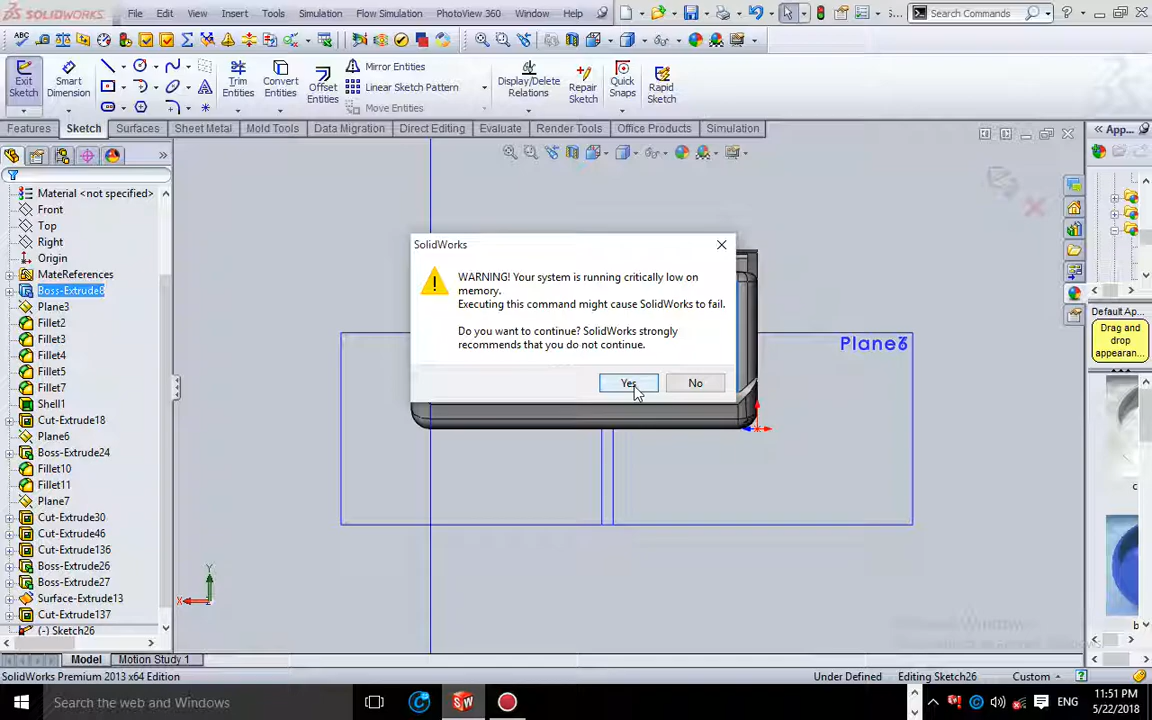 SOLIDWORKS File Edit View Insert Tools Simulation Flow Simulation PhotoView 360 Window Help S... Search Commands
Exit Sketch
Smart Dimension
Trim Entities
Convert Entities
Offset Entities
Mirror Entities
Linear Sketch Pattern
Move Entities
Display/Delete Relations
Repair Sketch
Quick Snaps
Rapid Sketch
Features Sketch Surfaces Sheet Metal Mold Tools Data Migration Direct Editing Evaluate Render Tools Office Products Simulation
App...
Material <not specified>
Front
Top
Right
Origin
MateReferences
Boss-Extrude8
Plane3
Fillet2
Fillet3
Fillet4
Fillet5
Fillet7
Shell1
Cut-Extrude18
Plane6
Boss-Extrude24
Fillet10
Fillet11
Plane7
Cut-Extrude30
Cut-Extrude46
Cut-Extrude136
Boss-Extrude26
Boss-Extrude27
Surface-Extrude13
Cut-Extrude137
(-) Sketch26
SolidWorks
WARNING! Your system is running critically low on
memory.
Executing this command might cause SolidWorks to fail.
Do you want to continue? SolidWorks strongly
recommends that you do not continue.
Yes No
Y
X
Default Ap...
Drag and
drop
appearan...
Model Motion Study 1
SolidWorks Premium 2013 x64 Edition Under Defined Editing Sketch26 Custom
Search the web and Windows
ENG
11:51 PM
5/22/2018